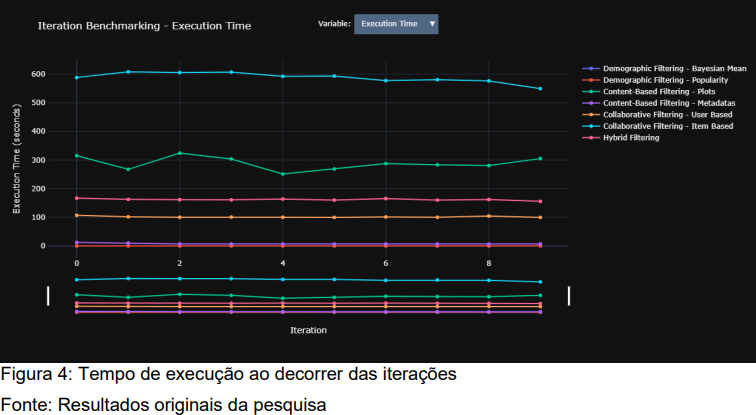 Iteration Benchmarking - Execution Time
Variable:
Execution Time ▼
600
500
400
300
200
100
0
Execution Time (seconds)
0 2 4 6 8
Iteration
Demographic Filtering - Bayesian Mean
Demographic Filtering - Popularity
Content-Based Filtering - Plots
Content-Based Filtering - Metadatas
Collaborative Filtering - User Based
Collaborative Filtering - Item Based
Hybrid Filtering
Figura 4: Tempo de execução ao decorrer das iterações
Fonte: Resultados originais da pesquisa